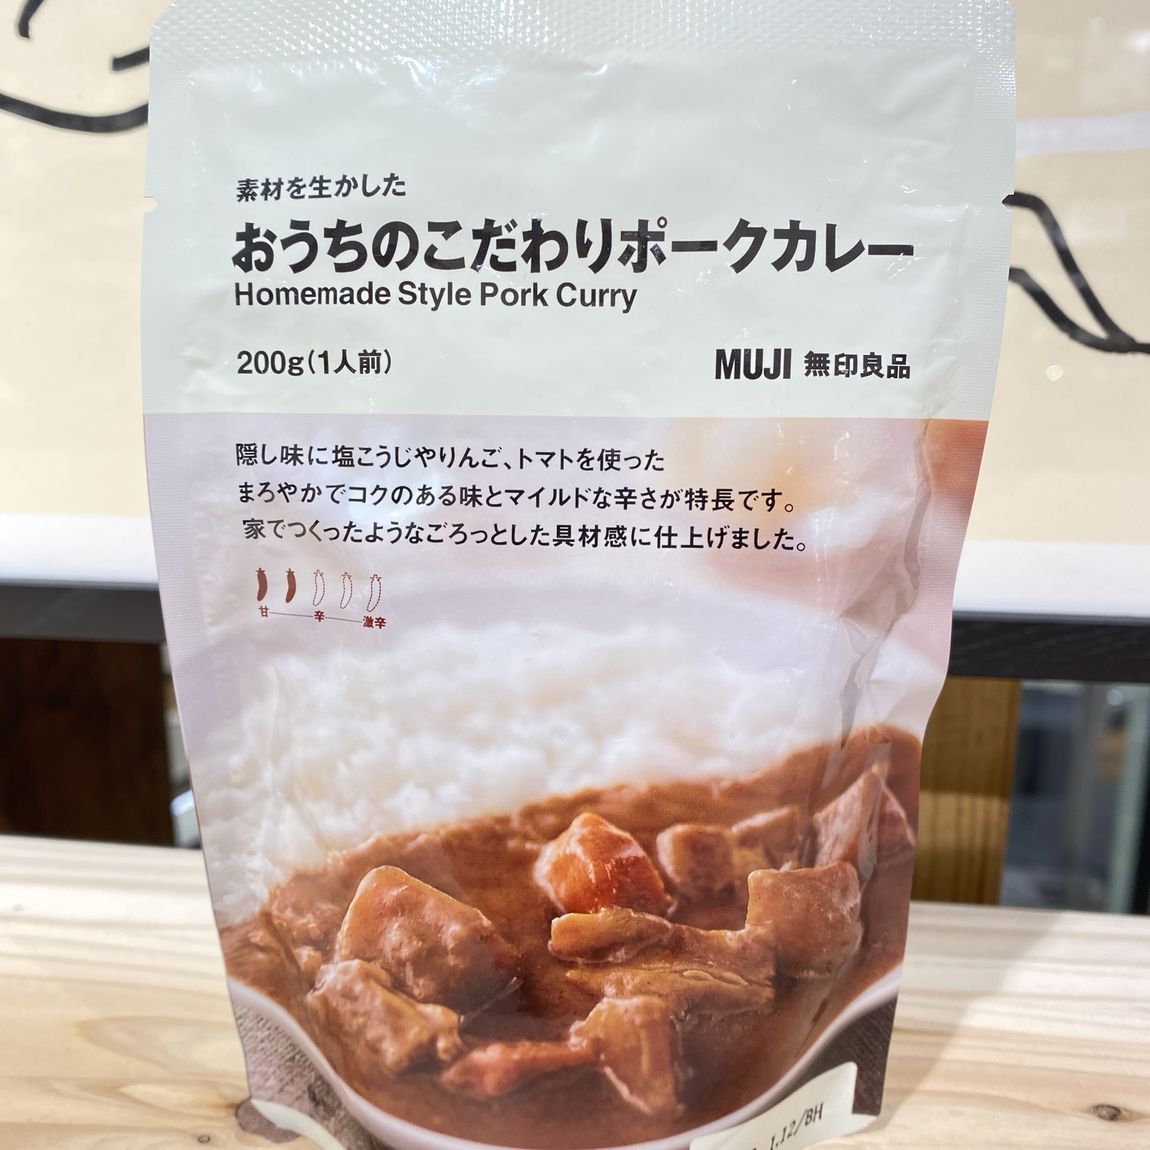 素材を生かした
おうちのこだわりポークカレー
Homemade Style Pork Curry
200g(1人前)
MUJI 無印良品
隠し味に塩こうじやりんご、トマトを使った
まろやかでコクのある味とマイルドな辛さが特長です。
家でつくったようなごろっとした具材感に仕上げました。
甘 辛 激辛
1.12/BH